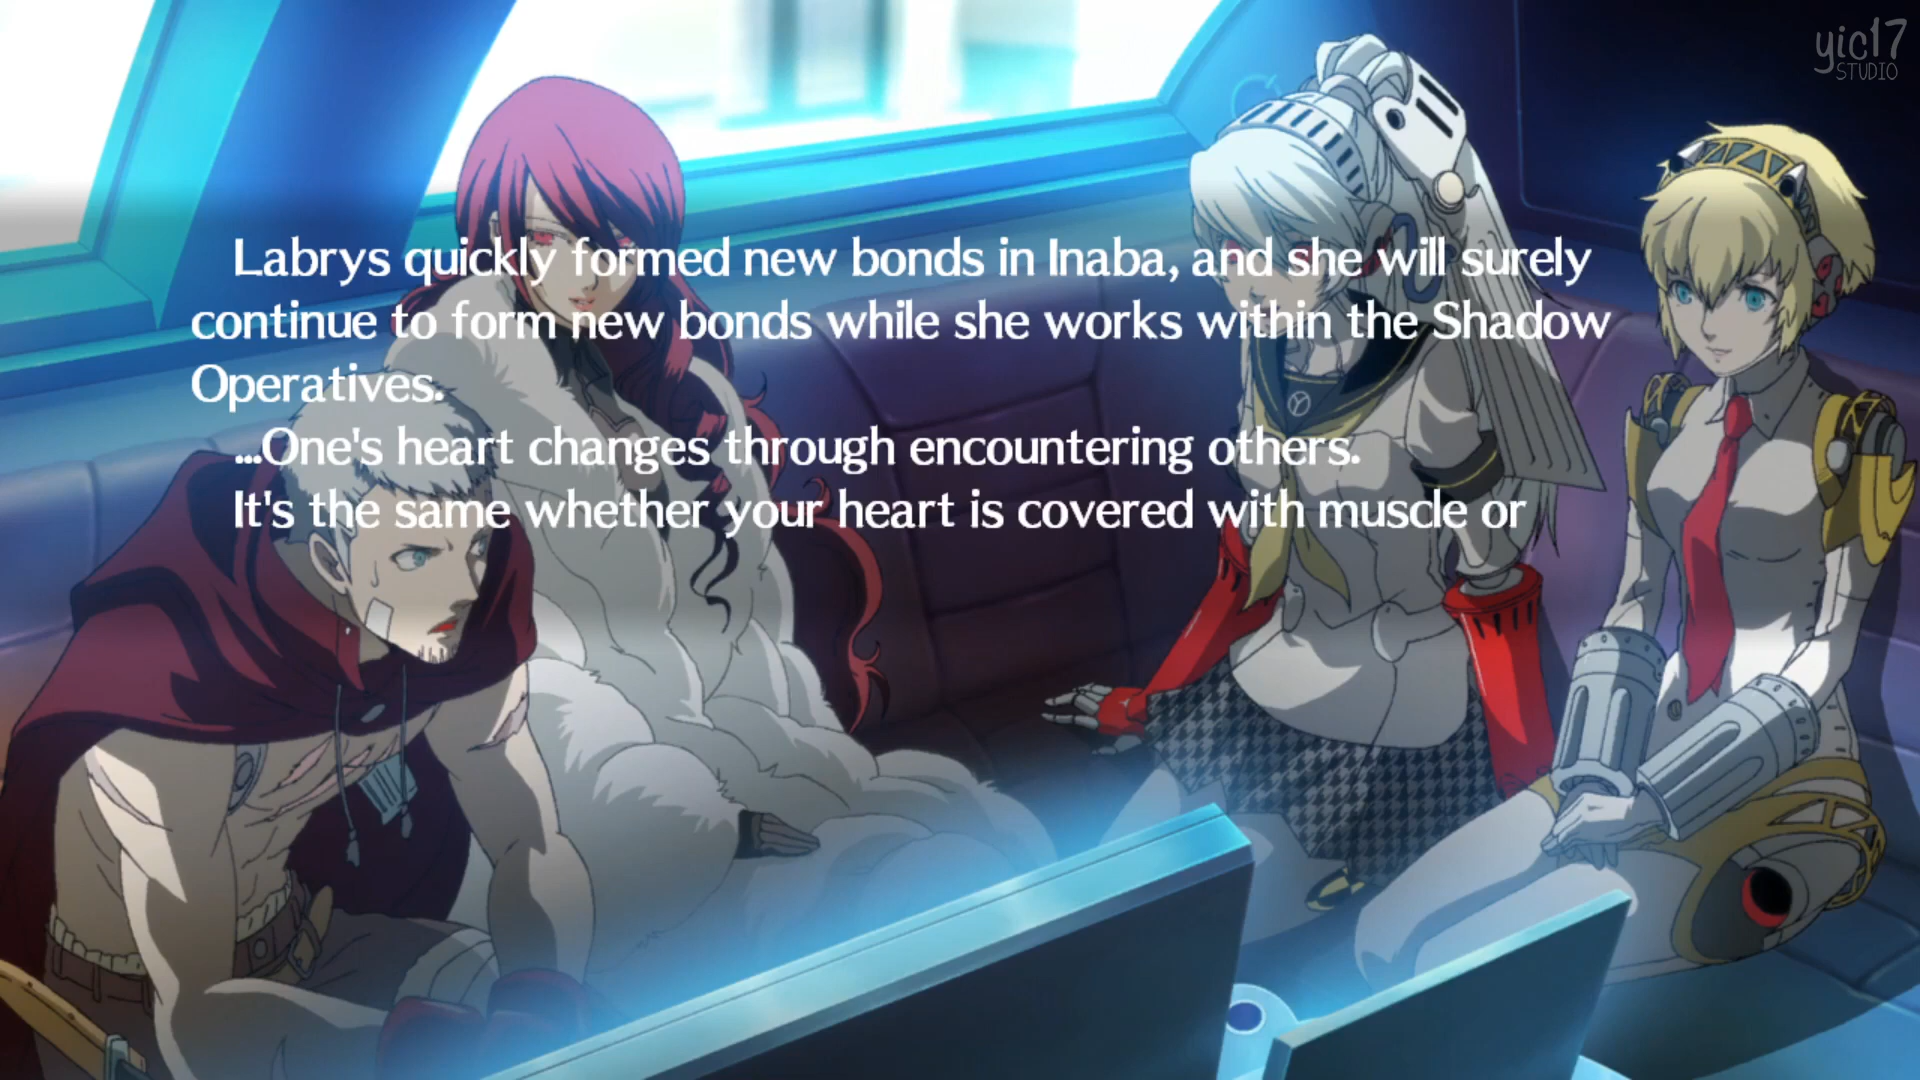 yic17
STUDIO
Labrys quickly formed new bonds in Inaba, and she will surely
continue to form new bonds while she works within the Shadow
Operatives.
...One's heart changes through encountering others.
It's the same whether your heart is covered with muscle or